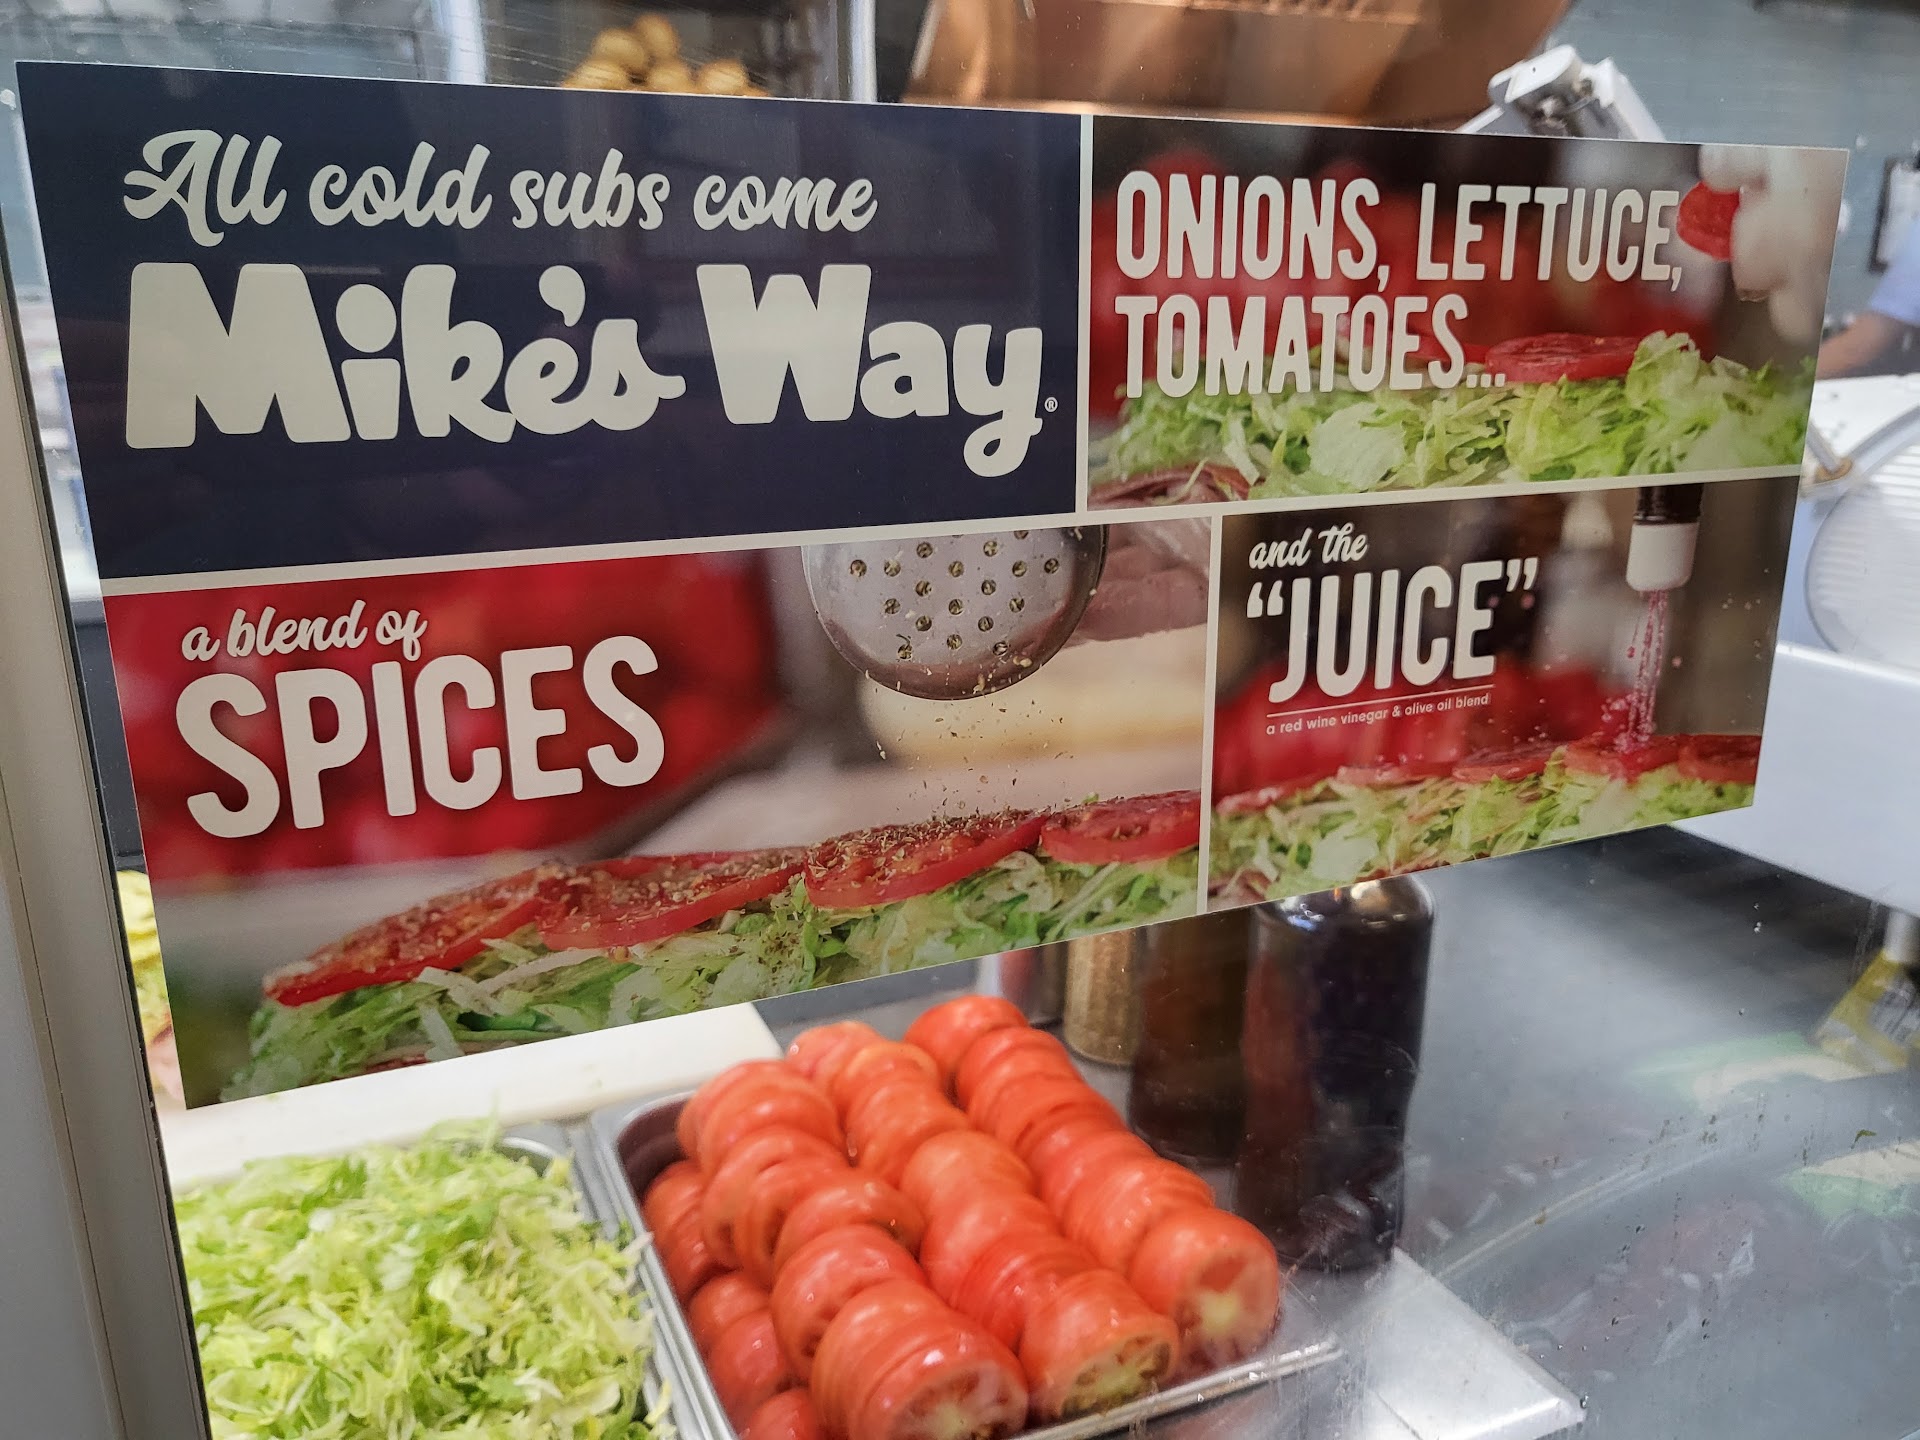 All cold subs come
Mike's Way®
ONIONS, LETTUCE,
TOMATOES...
a blend of
SPICES
and the
"JUICE"
a red wine vinegar & olive oil blend